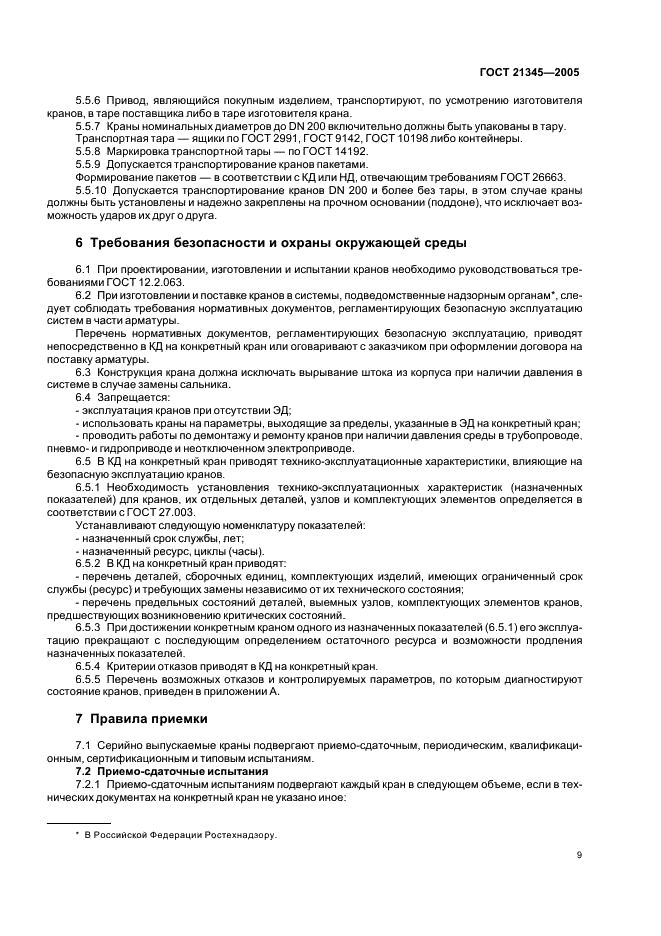 ГОСТ 21345—2005
5.5.6 Привод, являющийся покупным изделием, транспортируют, по усмотрению изготовителя
кранов, в таре поставщика либо в таре изготовителя крана.
5.5.7 Краны номинальных диаметров до DN 200 включительно должны быть упакованы в тару.
Транспортная тара — ящики по ГОСТ 2991, ГОСТ 9142, ГОСТ 10198 либо контейнеры.
5.5.8 Маркировка транспортной тары — по ГОСТ 14192.
5.5.9 Допускается транспортирование кранов пакетами.
Формирование пакетов — в соответствии с КД или НД, отвечающим требованиям ГОСТ 26663.
5.5.10 Допускается транспортирование кранов DN 200 и более без тары, в этом случае краны
должны быть установлены и надежно закреплены на прочном основании (поддоне), что исключает воз-
можность ударов их друг о друга.
6 Требования безопасности и охраны окружающей среды
6.1 При проектировании, изготовлении и испытании кранов необходимо руководствоваться тре-
бованиями ГОСТ 12.2.063.
6.2 При изготовлении и поставке кранов в системы, подведомственные надзорным органам*, сле-
дует соблюдать требования нормативных документов, регламентирующих безопасную эксплуатацию
систем в части арматуры.
Перечень нормативных документов, регламентирующих безопасную эксплуатацию, приводят
непосредственно в КД на конкретный кран или оговаривают с заказчиком при оформлении договора на
поставку арматуры.
6.3 Конструкция крана должна исключать вырывание штока из корпуса при наличии давления в
системе в случае замены сальника.
6.4 Запрещается:
- эксплуатация кранов при отсутствии ЭД;
- использовать краны на параметры, выходящие за пределы, указанные в ЭД на конкретный кран;
- проводить работы по демонтажу и ремонту кранов при наличии давления среды в трубопроводе,
пневмо- и гидроприводе и неотключенном электроприводе.
6.5 В КД на конкретный кран приводят технико-эксплуатационные характеристики, влияющие на
безопасную эксплуатацию кранов.
6.5.1 Необходимость установления технико-эксплуатационных характеристик (назначенных
показателей) для кранов, их отдельных деталей, узлов и комплектующих элементов определяется в
соответствии с ГОСТ 27.003.
Устанавливают следующую номенклатуру показателей:
- назначенный срок службы, лет;
- назначенный ресурс, циклы (часы).
6.5.2 В КД на конкретный кран приводят:
- перечень деталей, сборочных единиц, комплектующих изделий, имеющих ограниченный срок
службы (ресурс) и требующих замены независимо от их технического состояния;
- перечень предельных состояний деталей, выемных узлов, комплектующих элементов кранов,
предшествующих возникновению критических состояний.
6.5.3 При достижении конкретным краном одного из назначенных показателей (6.5.1) его эксплуа-
тацию прекращают с последующим определением остаточного ресурса и возможности продления
назначенных показателей.
6.5.4 Критерии отказов приводят в КД на конкретный кран.
6.5.5 Перечень возможных отказов и контролируемых параметров, по которым диагностируют
состояние кранов, приведен в приложении А.
7 Правила приемки
7.1 Серийно выпускаемые краны подвергают приемо-сдаточным, периодическим, квалификаци-
онным, сертификационным и типовым испытаниям.
7.2 Приемо-сдаточные испытания
7.2.1 Приемо-сдаточным испытаниям подвергают каждый кран в следующем объеме, если в тех-
нических документах на конкретный кран не указано иное:
* В Российской Федерации Ростехнадзору.
9